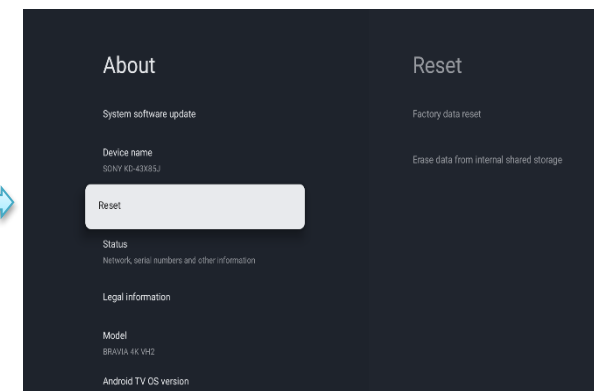 About
System software update
Device name
SONY KD-43X85J
Reset
Status
Network, serial numbers and other information
Legal information
Model
BRAVIA 4K VH2
Android TV OS version
Reset
Factory data reset
Erase data from internal shared storage